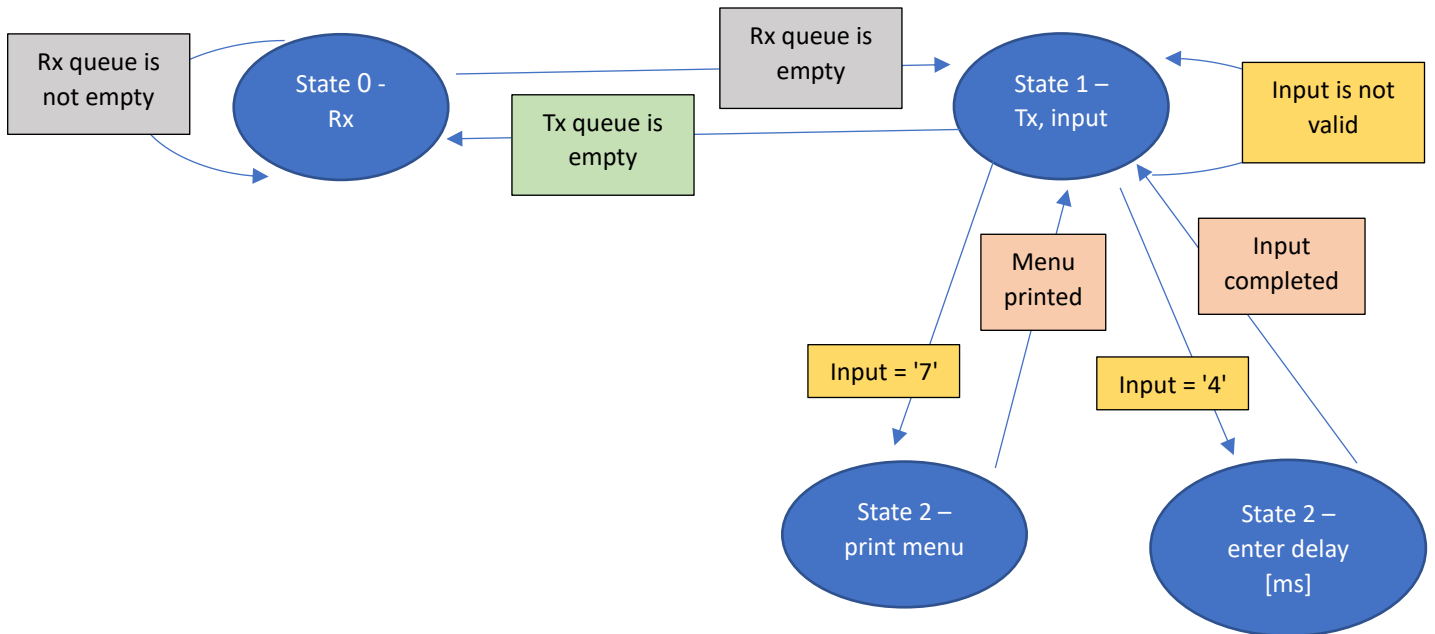 Rx queue is
not empty
State 0 -
Rx
Rx queue is
empty
Tx queue is
empty
State 1 –
Tx, input
Input is not
valid
Menu
printed
Input
completed
Input = '7'
Input = '4'
State 2 –
print menu
State 2 –
enter delay
[ms]